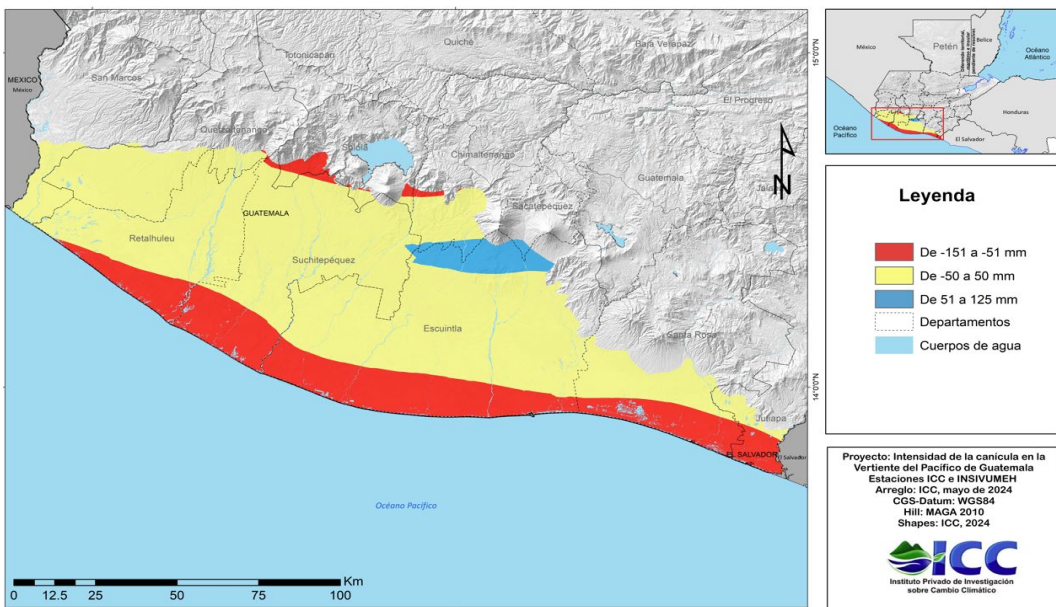 Totonicapán
Quiché
Baja Verapaz
San Marcos
MEXICO
México
El Progreso
Quetzaltenango
Sololá
Chimaltenango
Guatemala
Jalapa
Sacatepéquez
GUATEMALA
Retalhuleu
Suchitepéquez
Escuintla
Santa Rosa
Jutiapa
EL SALVADOR
El Salvador
Océano Pacífico
Km
0 12.5 25 50 75 100
N
15°0'0"N
14°0'0"N
México
Petén
Belice
Océano
Atlántico
Honduras
Océano
Pacífico
El Salvador
Leyenda
De -151 a -51 mm
De -50 a 50 mm
De 51 a 125 mm
Departamentos
Cuerpos de agua
Proyecto: Intensidad de la canícula en la
Vertiente del Pacífico de Guatemala
Estaciones ICC e INSIVUMEH
Arreglo: ICC, mayo de 2024
CGS-Datum: WGS84
Hill: MAGA 2010
Shapes: ICC, 2024
ICC
Instituto Privado de Investigación
sobre Cambio Climático